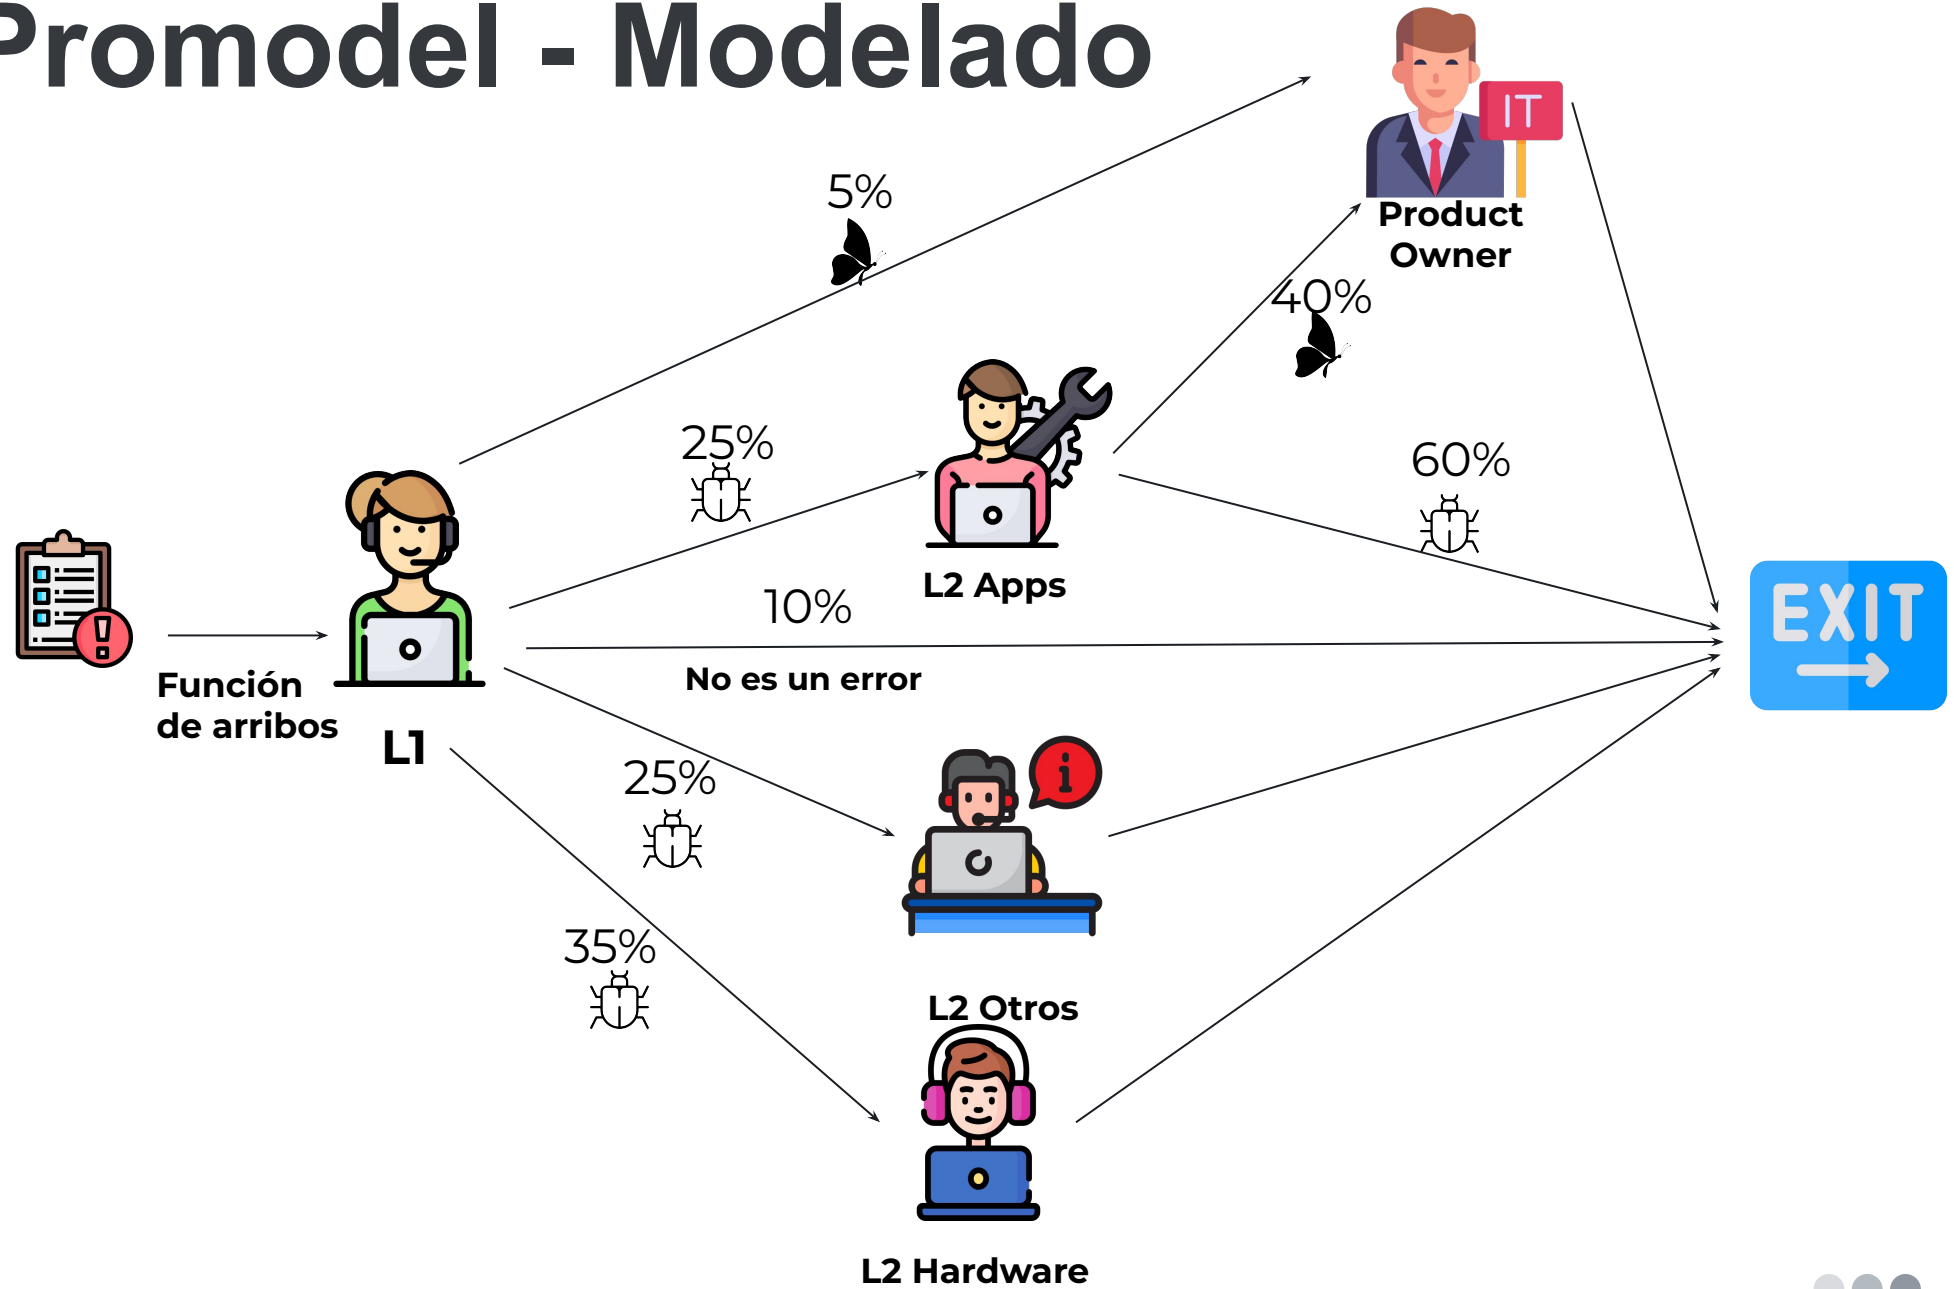 Promodel - Modelado
IT
Product
Owner
5%
40%
25%
60%
L2 Apps
10%
EXIT
No es un error
Función
de arribos
L1
25%
i
35%
L2 Otros
L2 Hardware